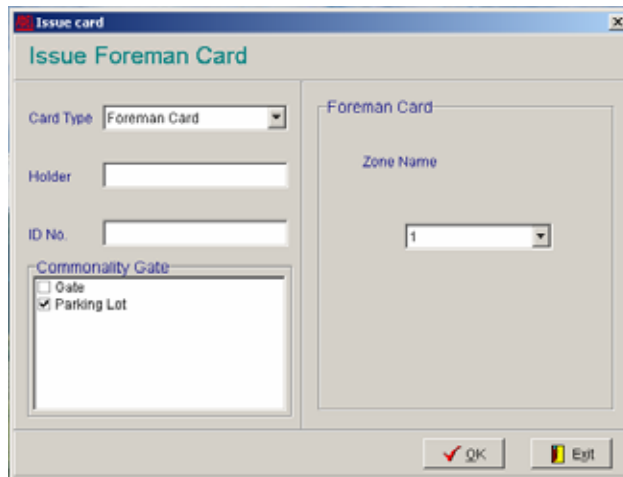 Issue card
Issue Foreman Card
Card Type Foreman Card
Holder
ID No.
Commonality Gate
Gate
Parking Lot
Foreman Card
Zone Name
1
OK
Exit